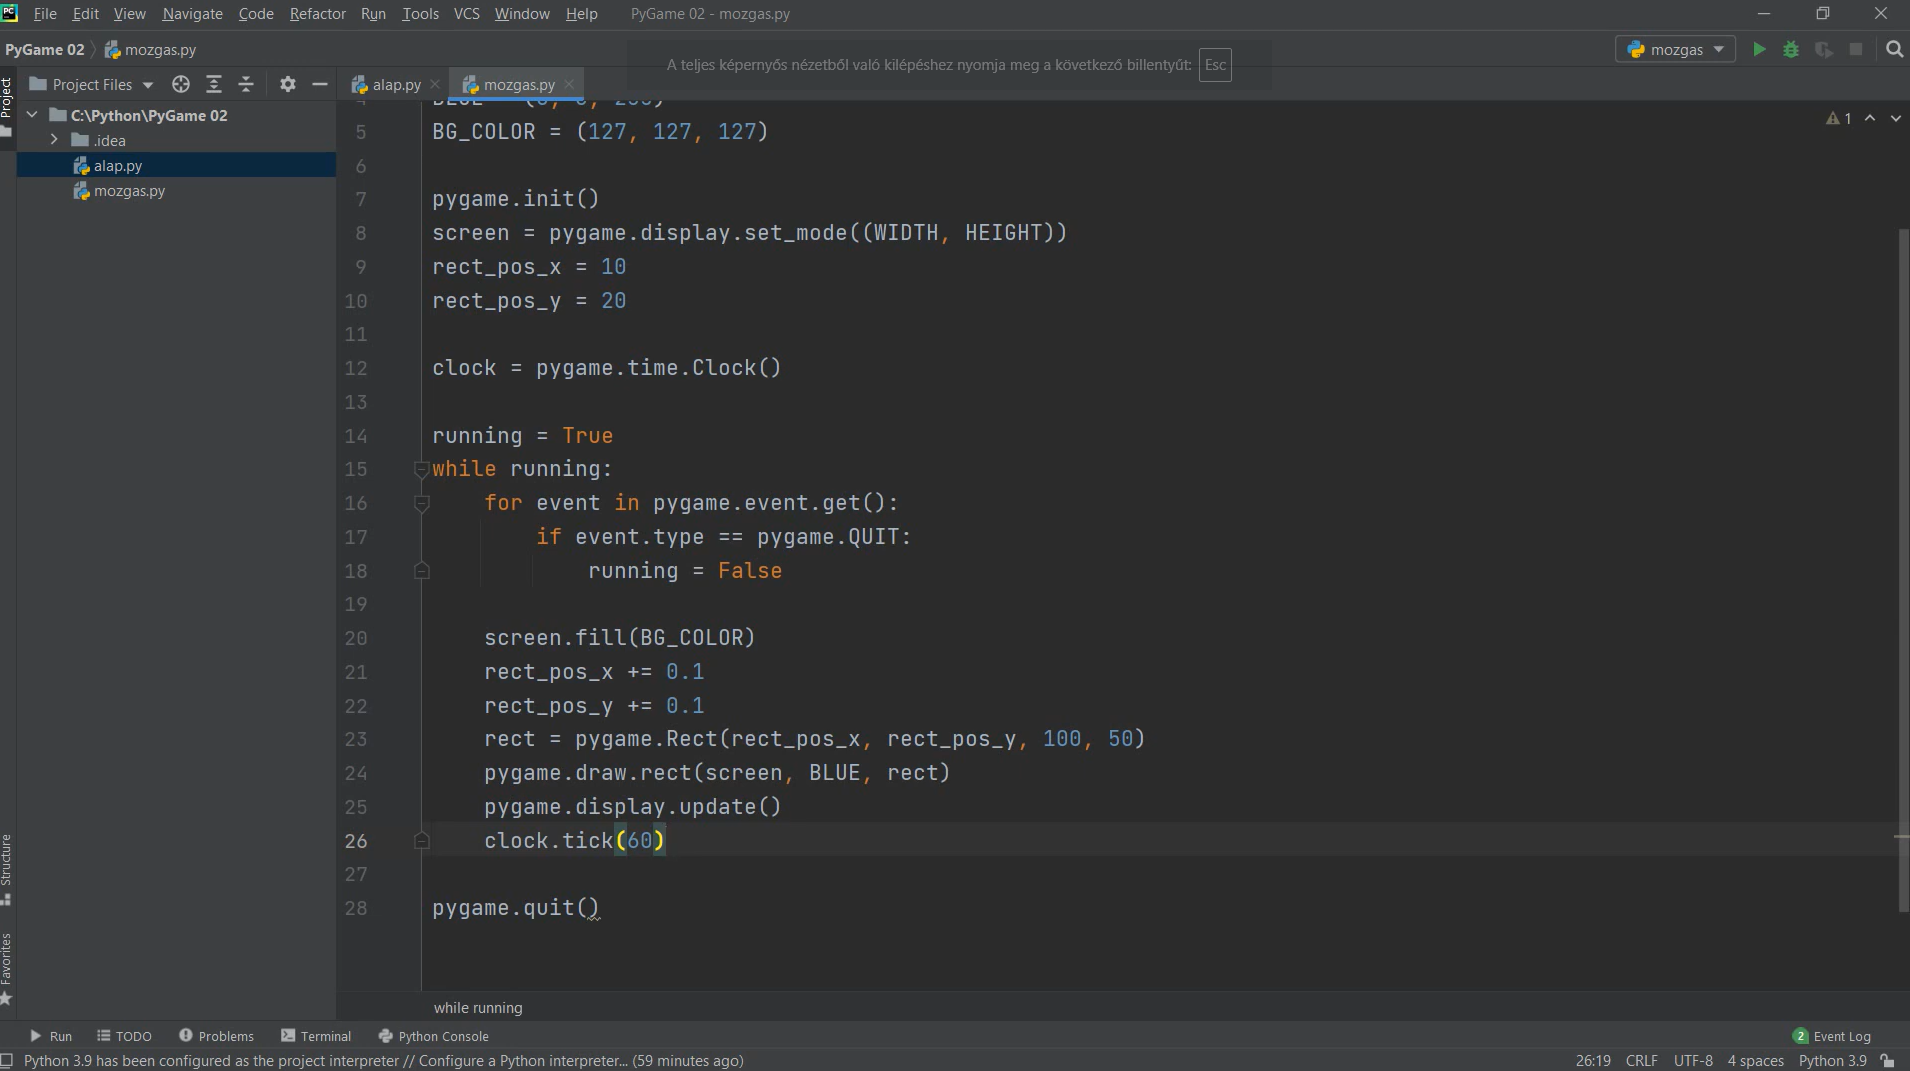 PC File Edit View Navigate Code Refactor Run Tools VCS Window Help PyGame 02 - mozgas.py
PyGame 02 mozgas.py mozgas
A teljes képernyős nézetből való kilépéshez nyomja meg a következő billentyűt: Esc
Project Project Files alap.py mozgas.py
C:\Python\PyGame 02
.idea
alap.py
mozgas.py
1
5 BG_COLOR = (127, 127, 127)
6
7 pygame.init()
8 screen = pygame.display.set_mode((WIDTH, HEIGHT))
9 rect_pos_x = 10
10 rect_pos_y = 20
11
12 clock = pygame.time.Clock()
13
14 running = True
15 while running:
16 for event in pygame.event.get():
17 if event.type == pygame.QUIT:
18 running = False
19
20 screen.fill(BG_COLOR)
21 rect_pos_x += 0.1
22 rect_pos_y += 0.1
23 rect = pygame.Rect(rect_pos_x, rect_pos_y, 100, 50)
24 pygame.draw.rect(screen, BLUE, rect)
25 pygame.display.update()
26 clock.tick(60)
27
28 pygame.quit()
Structure
Favorites
while running
Run TODO Problems Terminal Python Console 2 Event Log
Python 3.9 has been configured as the project interpreter // Configure a Python interpreter... (59 minutes ago) 26:19 CRLF UTF-8 4 spaces Python 3.9